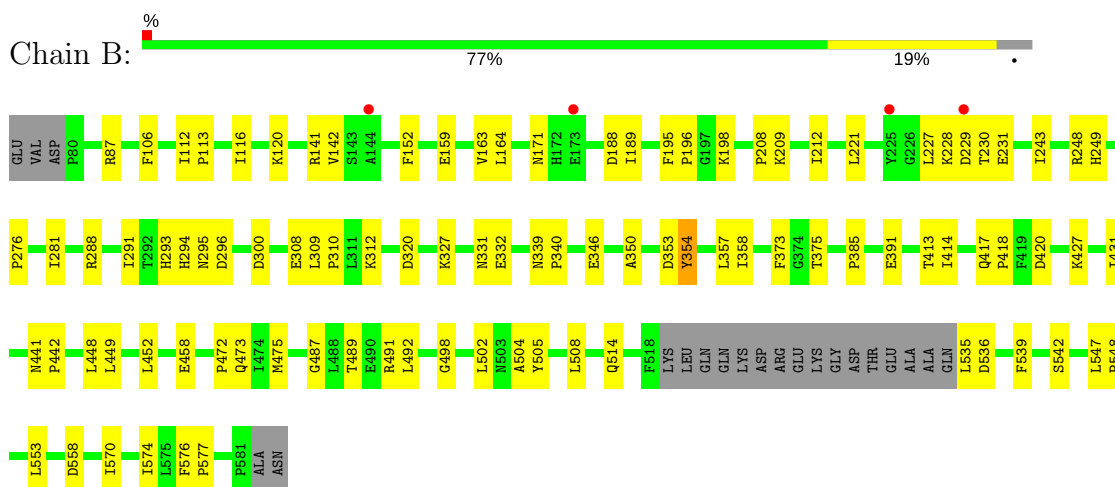 %
Chain B:
77% 19% •
GLU VAL ASP P80 R87 F106 I112 P113 I116 K120 R141 V142 S143 A144 F152 E159 V163 L164 N171 H172 E173 D188 I189 F195 P196 G197 K198 P208 K209 I212 L221 Y225 G226 L227 K228 D229 T230 E231 I243 R248 H249
P276 I281 R288 I291 T292 H293 H294 N295 D296 D300 E308 L309 P310 L311 K312 D320 K327 N331 E332 N339 P340 E346 A350 D353 Y354 L357 I358 F373 G374 T375 P385 E391 T413 I414 Q417 P418 F419 D420 K427
N441 P442 L448 L449 L452 E458 P472 Q473 I474 M475 G487 L488 T489 E490 R491 L492 G498 L502 N503 A504 Y505 L508 Q514 F518 LYS LEU GLN GLN LYS ASP ARG GLU LYS GLY ASP THR GLU ALA ALA GLN L535 D536 F539 S542 L547
L553 D558 I570 I574 L575 F576 P577 P581 ALA ASN